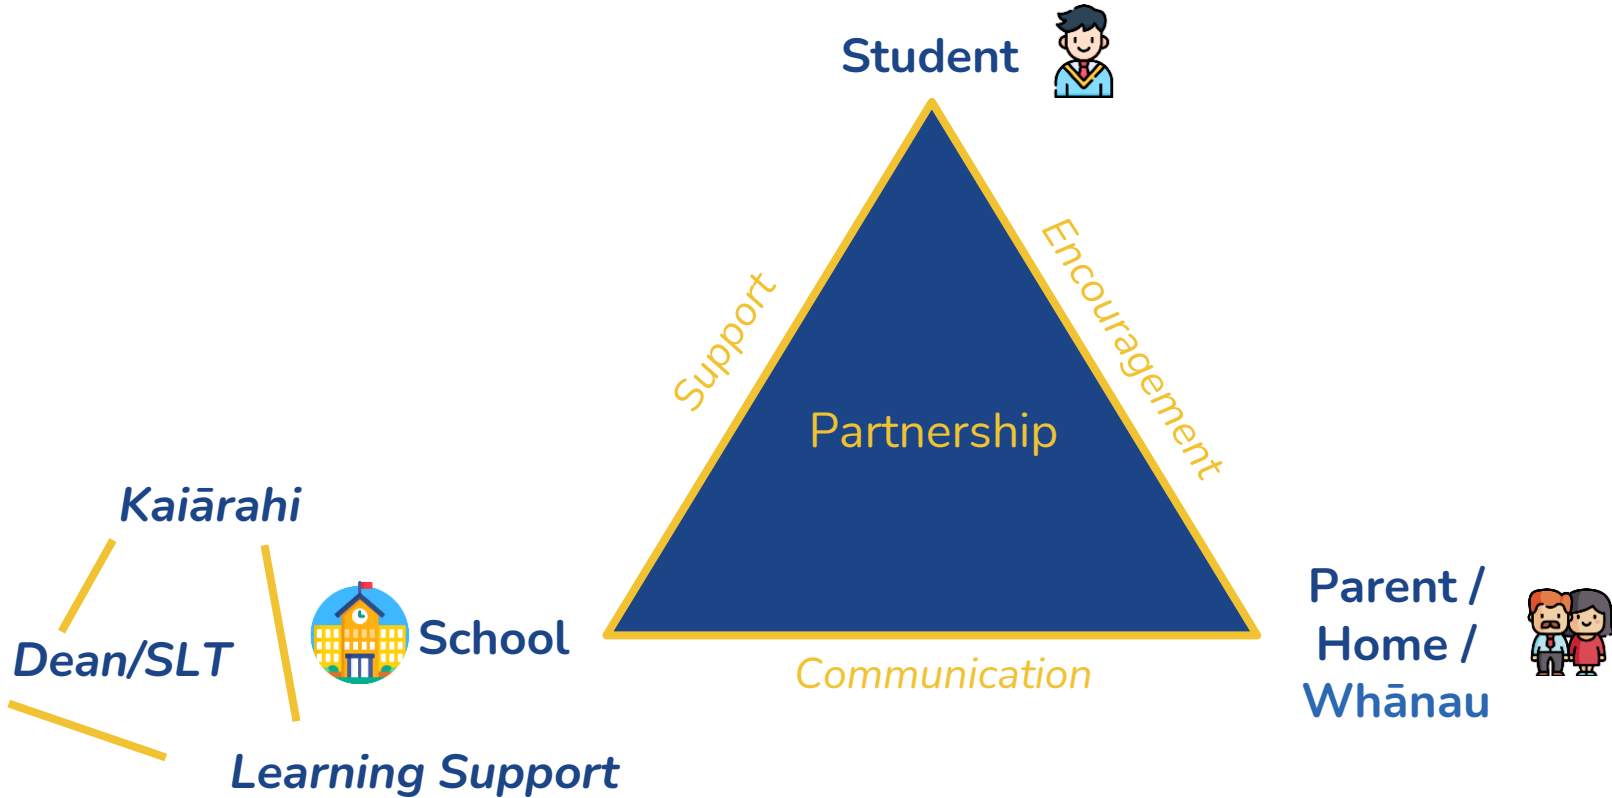 Student
Support
Encouragement
Partnership
Kaiārahi
Dean/SLT
School
Learning Support
Communication
Parent /
Home /
Whānau